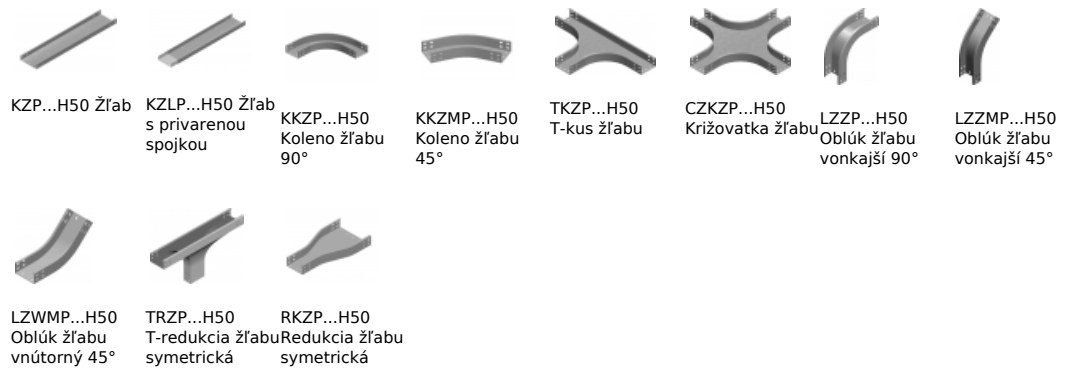 KZP...H50 Žľab
KZLP...H50 Žľab
s privarenou
spojkou
KKZP...H50
Koleno žľabu
90°
KKZMP...H50
Koleno žľabu
45°
TKZP...H50
T-kus žľabu
CZKZP...H50
Križovatka žľabu
LZZP...H50
Oblúk žľabu
vonkajší 90°
LZZMP...H50
Oblúk žľabu
vonkajší 45°
LZWMP...H50
Oblúk žľabu
vnútorný 45°
TRZP...H50
T-redukcia žľabu
symetrická
RKZP...H50
Redukcia žľabu
symetrická